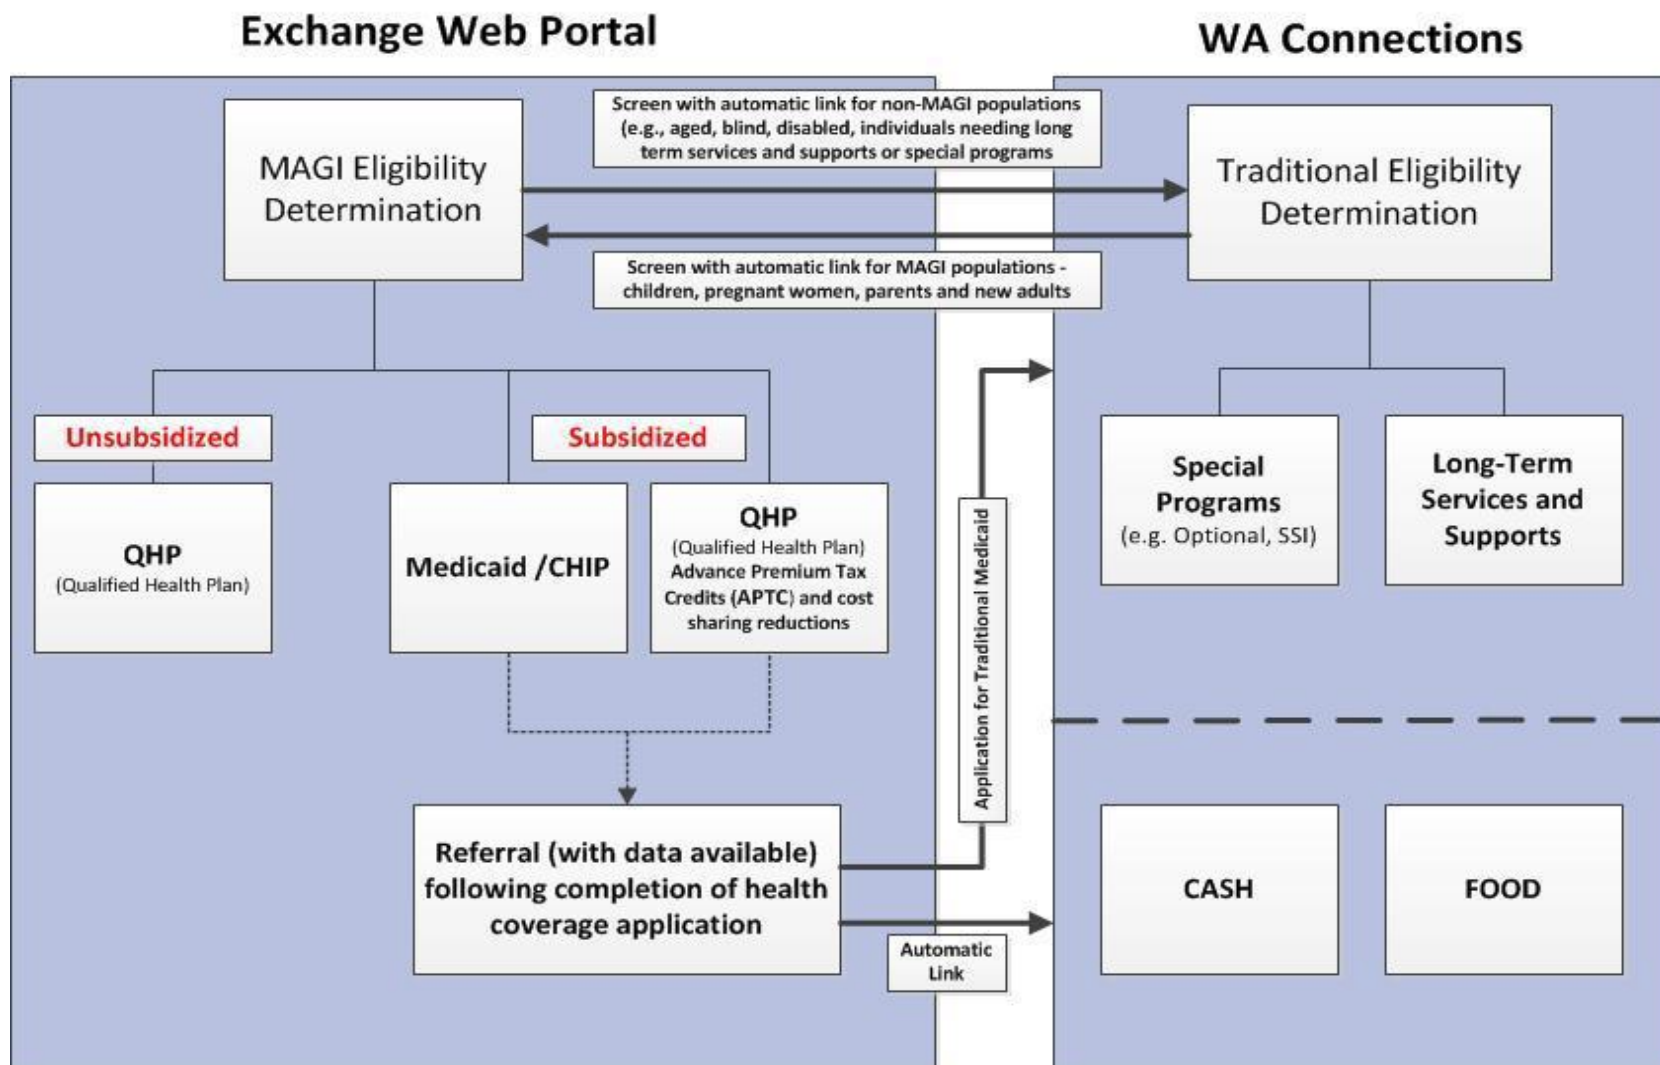 Exchange Web Portal
WA Connections
MAGI Eligibility
Determination
Screen with automatic link for non-MAGI populations
(e.g., aged, blind, disabled, individuals needing long
term services and supports or special programs
Traditional Eligibility
Determination
Screen with automatic link for MAGI populations -
children, pregnant women, parents and new adults
Unsubsidized
Subsidized
QHP
(Qualified Health Plan)
Medicaid /CHIP
QHP
(Qualified Health Plan)
Advance Premium Tax
Credits (APTC) and cost
sharing reductions
Application for Traditional Medicaid
Special
Programs
(e.g. Optional, SSI)
Long-Term
Services and
Supports
Referral (with data available)
following completion of health
coverage application
Automatic
Link
CASH
FOOD